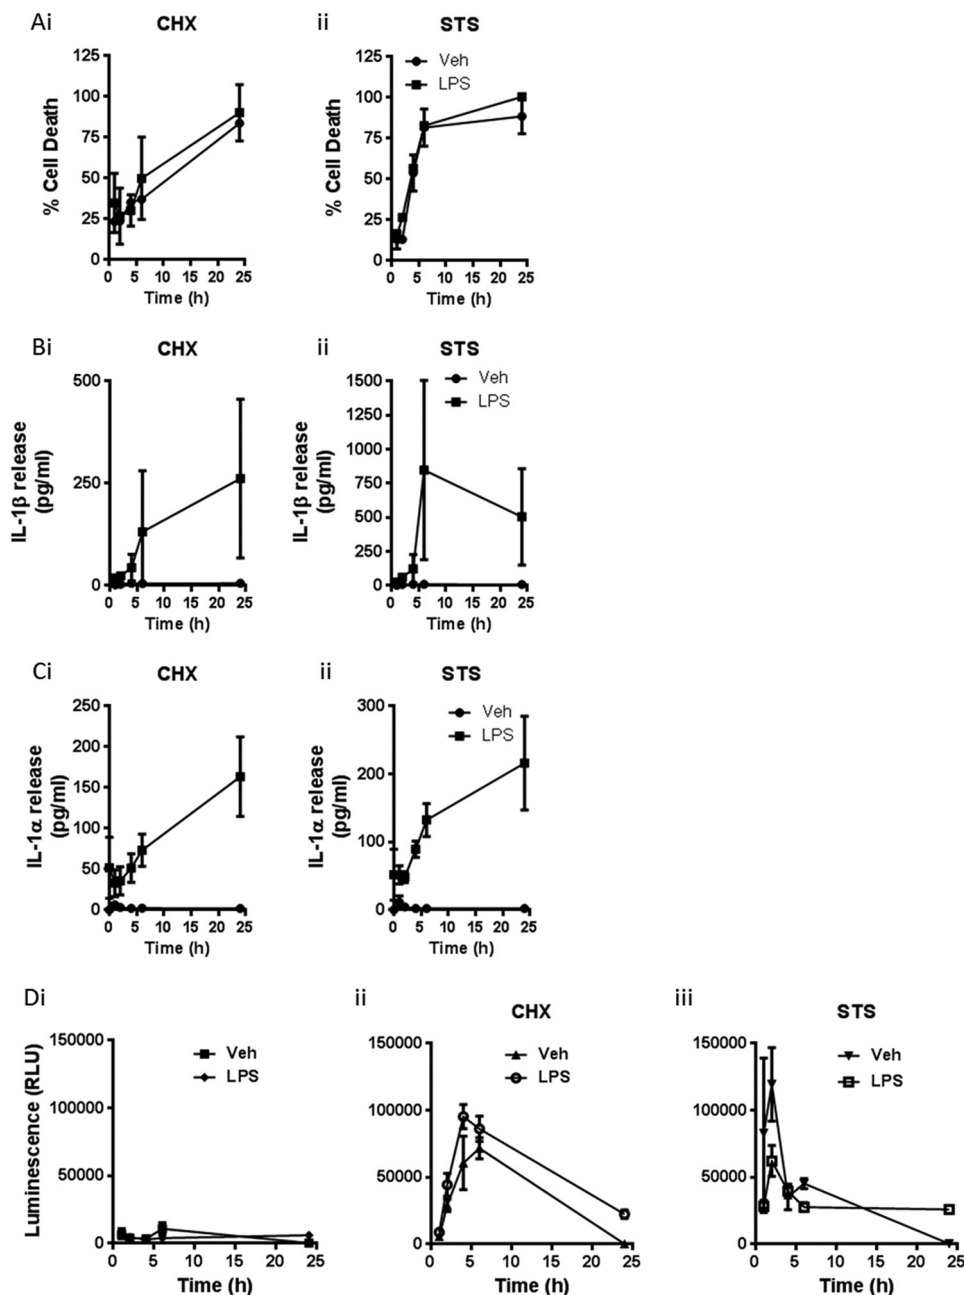 Ai CHX ii STS
125
100
75
50
25
0
% Cell Death
0 5 10 15 20 25
Time (h)
125
100
75
50
25
0
% Cell Death
Veh
LPS
0 5 10 15 20 25
Time (h)
Bi CHX ii STS
500
250
0
IL-1β release
(pg/ml)
0 5 10 15 20 25
Time (h)
1500
1250
1000
750
500
250
0
IL-1β release
(pg/ml)
Veh
LPS
0 5 10 15 20 25
Time (h)
Ci CHX ii STS
250
200
150
100
50
0
IL-1α release
(pg/ml)
0 5 10 15 20 25
Time (h)
300
200
100
0
IL-1α release
(pg/ml)
Veh
LPS
0 5 10 15 20 25
Time (h)
Di ii CHX iii STS
150000
100000
50000
0
Luminescence (RLU)
Veh
LPS
0 5 10 15 20 25
Time (h)
150000
100000
50000
0
Veh
LPS
0 5 10 15 20 25
Time (h)
150000
100000
50000
0
Veh
LPS
0 5 10 15 20 25
Time (h)